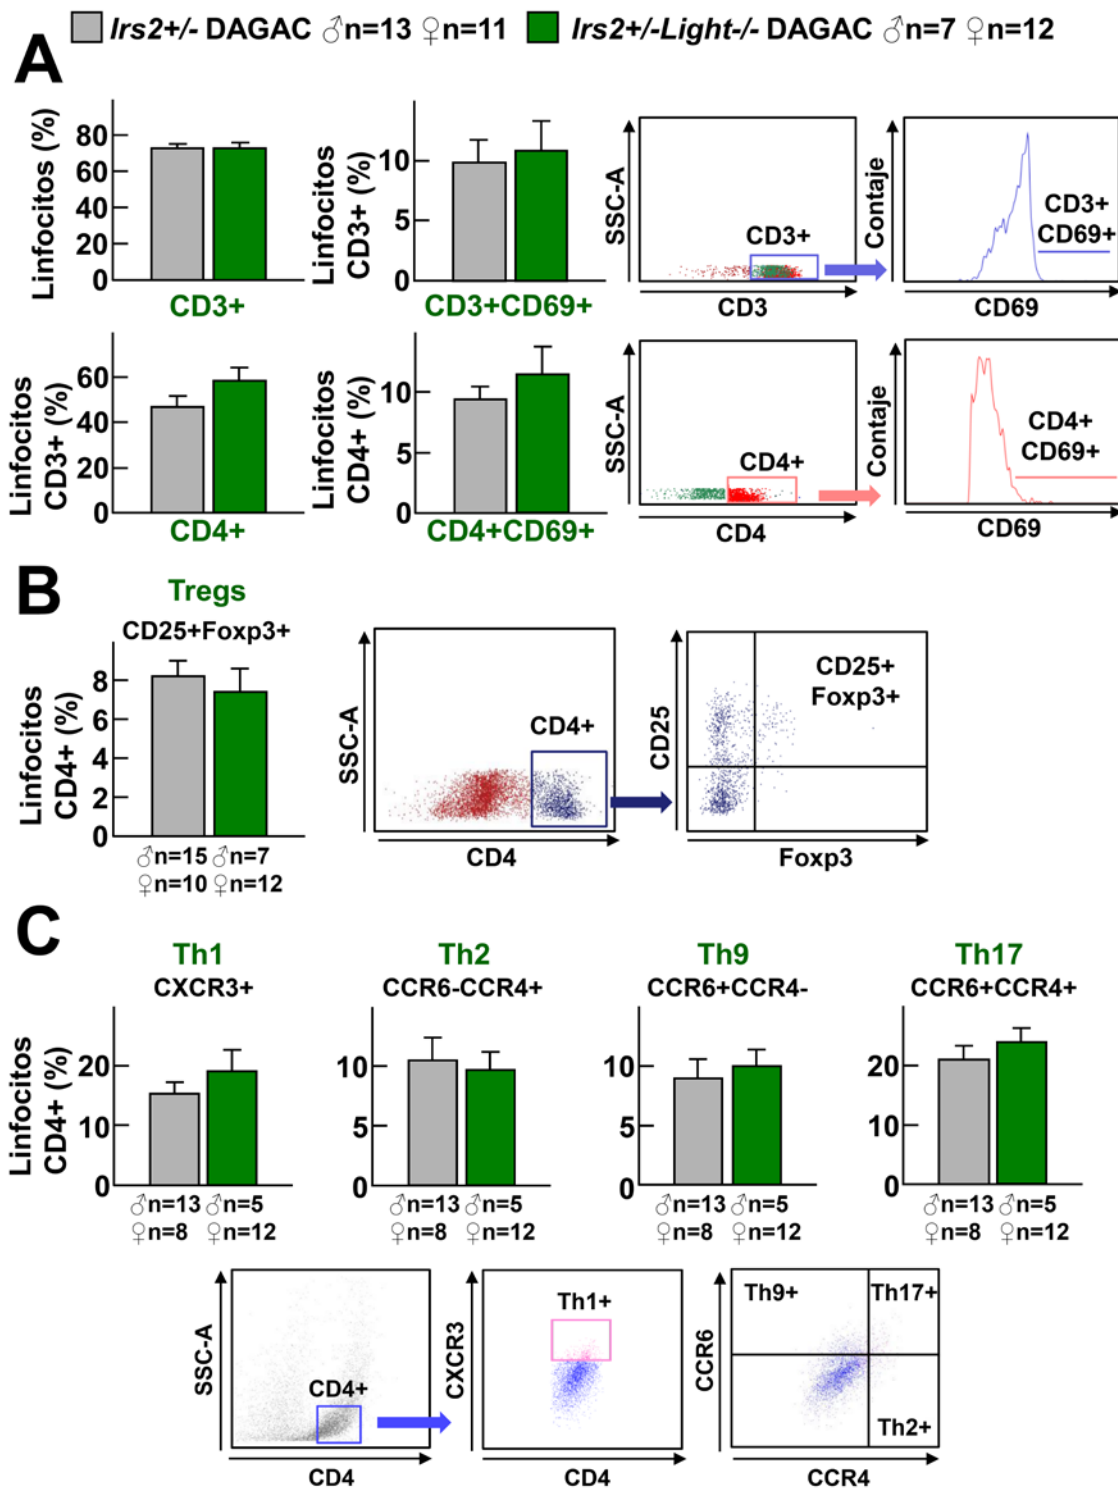 Irs2+/- DAGAC ♂n=13 ♀n=11 Irs2+/-Light-/- DAGAC ♂n=7 ♀n=12
A
Linfocitos (%)
80
60
40
20
0
CD3+
Linfocitos
CD3+ (%)
10
5
0
CD3+CD69+
SSC-A
CD3+
CD3
Contaje
CD3+
CD69+
CD69
Linfocitos
CD3+ (%)
60
40
20
0
CD4+
Linfocitos
CD4+ (%)
10
5
0
CD4+CD69+
SSC-A
CD4+
CD4
Contaje
CD4+
CD69+
CD69
B
Tregs
CD25+Foxp3+
Linfocitos
CD4+ (%)
8
6
4
2
0
♂n=15 ♂n=7
♀n=10 ♀n=12
SSC-A
CD4+
CD4
CD25
CD25+
Foxp3+
Foxp3
C
Th1
CXCR3+
Linfocitos
CD4+ (%)
20
10
0
♂n=13 ♂n=5
♀n=8 ♀n=12
Th2
CCR6-CCR4+
10
5
0
♂n=13 ♂n=5
♀n=8 ♀n=12
Th9
CCR6+CCR4-
10
5
0
♂n=13 ♂n=5
♀n=8 ♀n=12
Th17
CCR6+CCR4+
20
10
0
♂n=13 ♂n=5
♀n=8 ♀n=12
SSC-A
CD4+
CD4
CXCR3
Th1+
CD4
CCR6
Th9+
Th17+
Th2+
CCR4